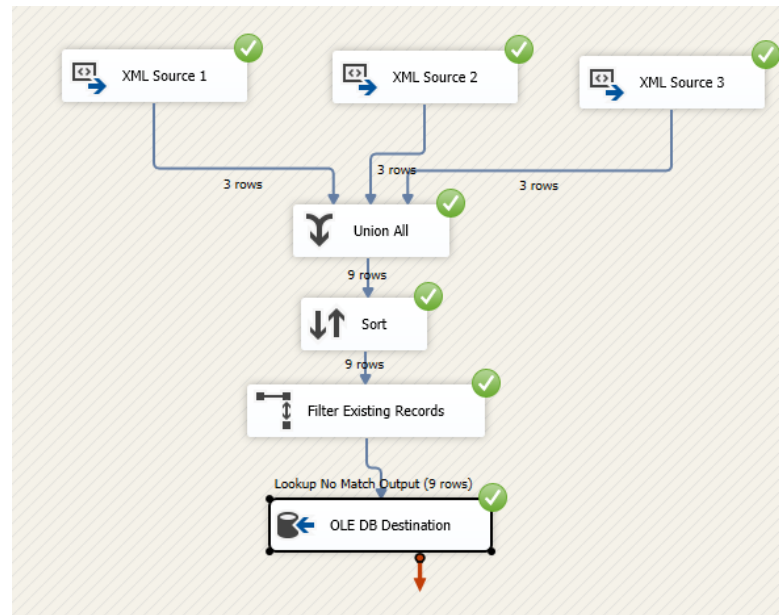 XML Source 1
XML Source 2
XML Source 3
3 rows
3 rows
3 rows
Union All
9 rows
Sort
9 rows
Filter Existing Records
Lookup No Match Output (9 rows)
OLE DB Destination